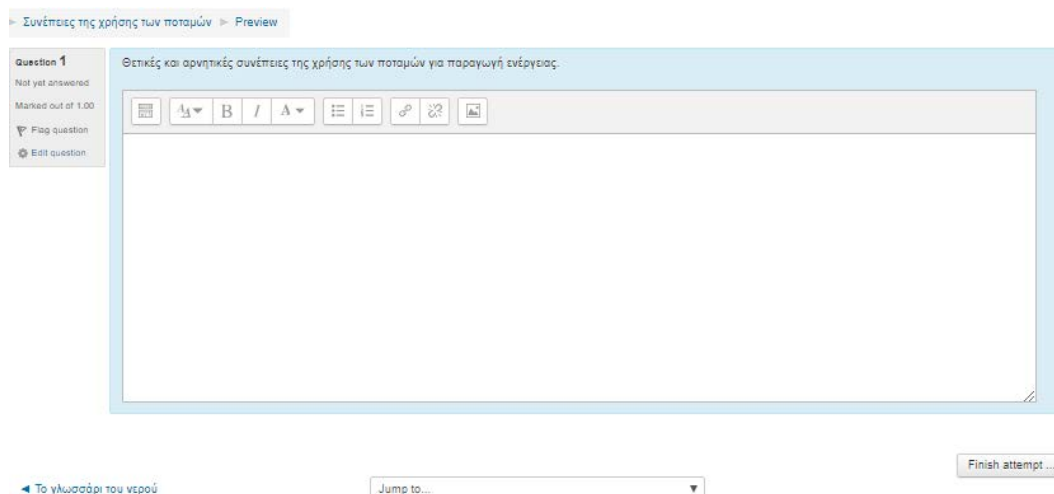 Συνέπειες της χρήσης των ποταμών ► Preview
Question 1
Not yet answered
Marked out of 1.00
Flag question
Edit question
Θετικές και αρνητικές συνέπειες της χρήσης των ποταμών για παραγωγή ενέργειας.
Finish attempt ...
◄ Το γλωσσάρι του νερού
Jump to...